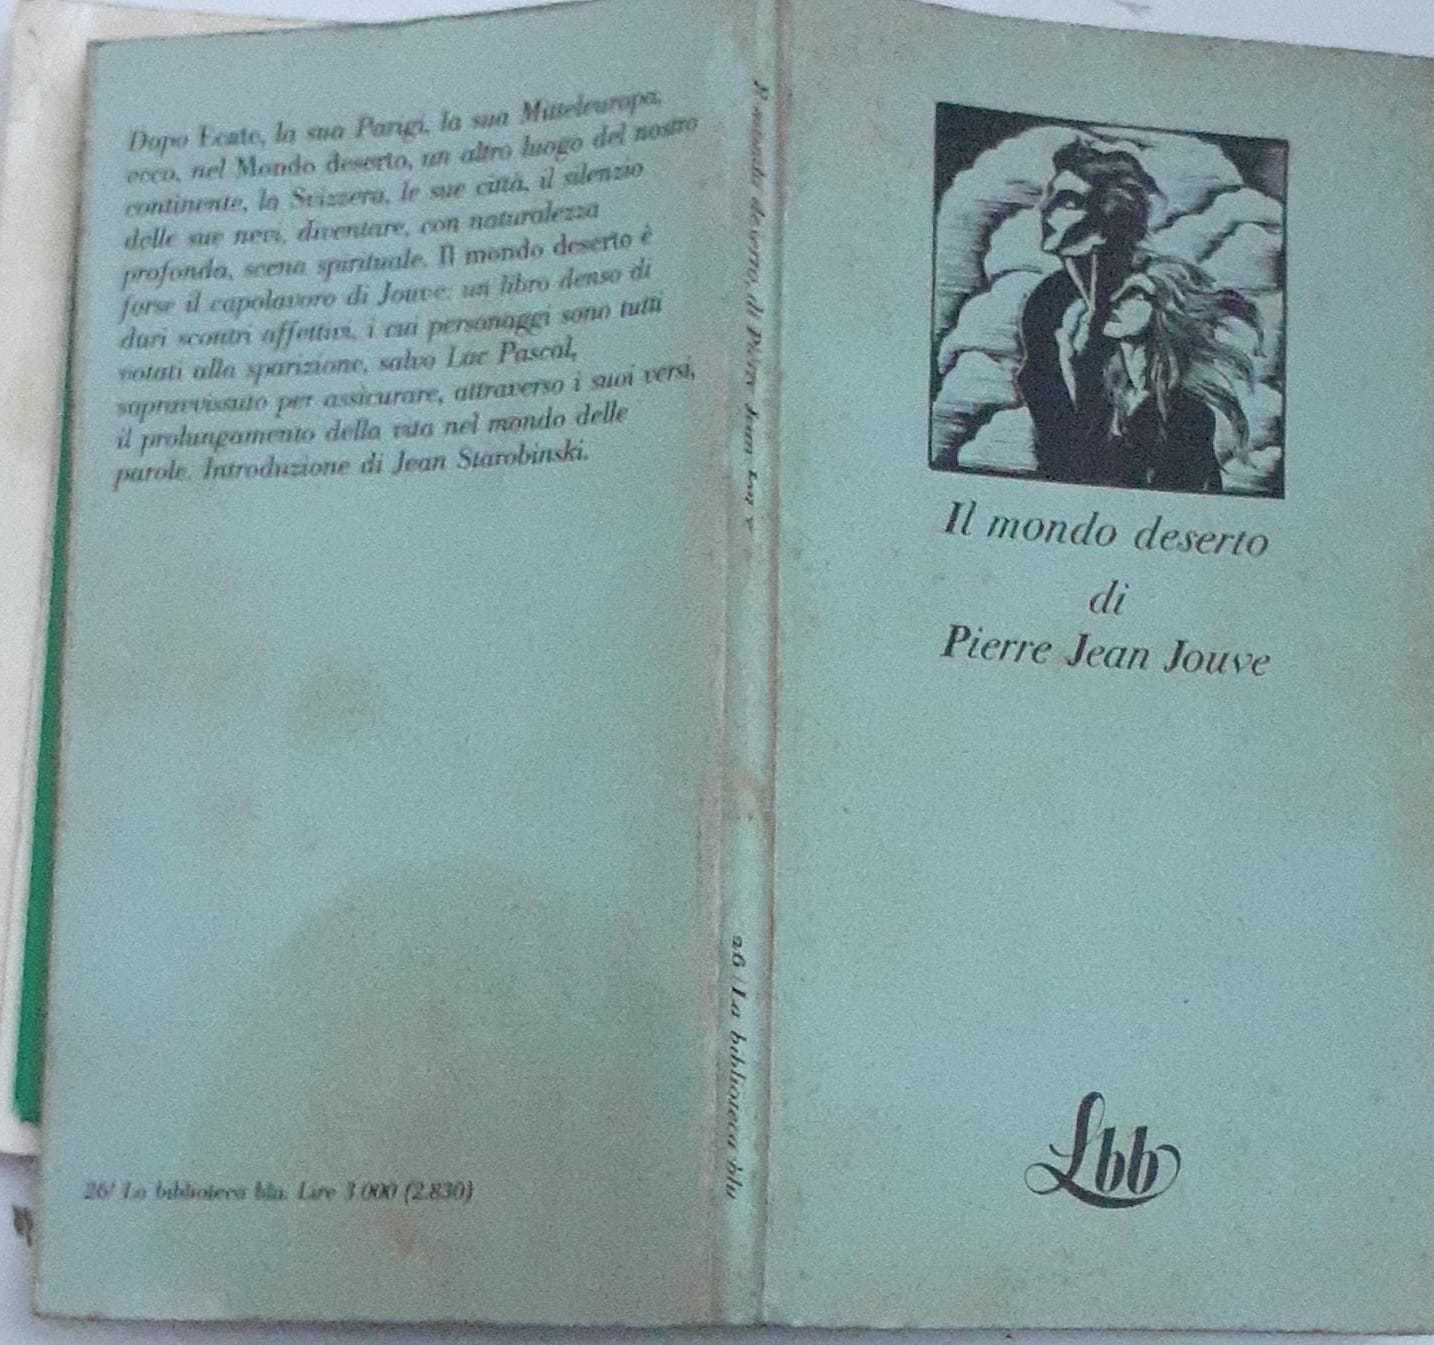 Dopo Ecate, la sua Parigi, la sua Mitteleuropa,
ecco, nel Mondo deserto, un altro luogo del nostro
continente, la Svizzera, le sue città, il silenzio
delle sue nevi, diventare, con naturalezza
profonda, scena spirituale. Il mondo deserto è
forse il capolavoro di Jouve: un libro denso di
duri scontri affettivi, i cui personaggi sono tutti
votati alla sparizione, salvo Luc Pascal,
sopravvissuto per assicurare, attraverso i suoi versi,
il prolungamento della vita nel mondo delle
parole. Introduzione di Jean Starobinski.
26/ La biblioteca blu. Lire 3.000 (2.830)
Il mondo deserto, di Pierre Jean Jouve
26 / La biblioteca blu
Il mondo deserto
di
Pierre Jean Jouve
Lbb